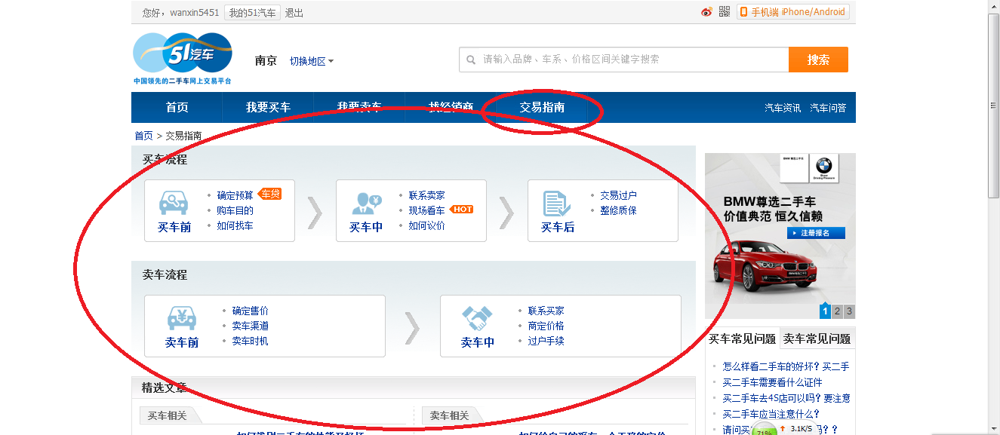 您好，wanxin5451 我的51汽车 退出
手机端 iPhone/Android
51汽车
中国领先的二手车网上交易平台
南京 切换地区
请输入品牌、车系、价格区间关键字搜索 搜索
首页 我要买车 我要卖车 找经销商 交易指南 汽车资讯 汽车问答
首页 > 交易指南
买车流程
买车前
确定预算 车贷
购车目的
如何找车
买车中
联系卖家
现场看车 HOT
如何议价
买车后
交易过户
整修质保
卖车流程
卖车前
确定售价
卖车渠道
卖车时机
卖车中
联系买家
商定价格
过户手续
精选文章
买车相关 卖车相关
BMW尊选二手车
价值典范 恒久信赖
注册报名
1 2 3
买车常见问题 卖车常见问题
怎么样看二手车的好坏？买二手
买二手车需要看什么证件
买二手车去4S店可以吗？要注意
买二手车应当注意什么？
请问买
71% 3.1K/S